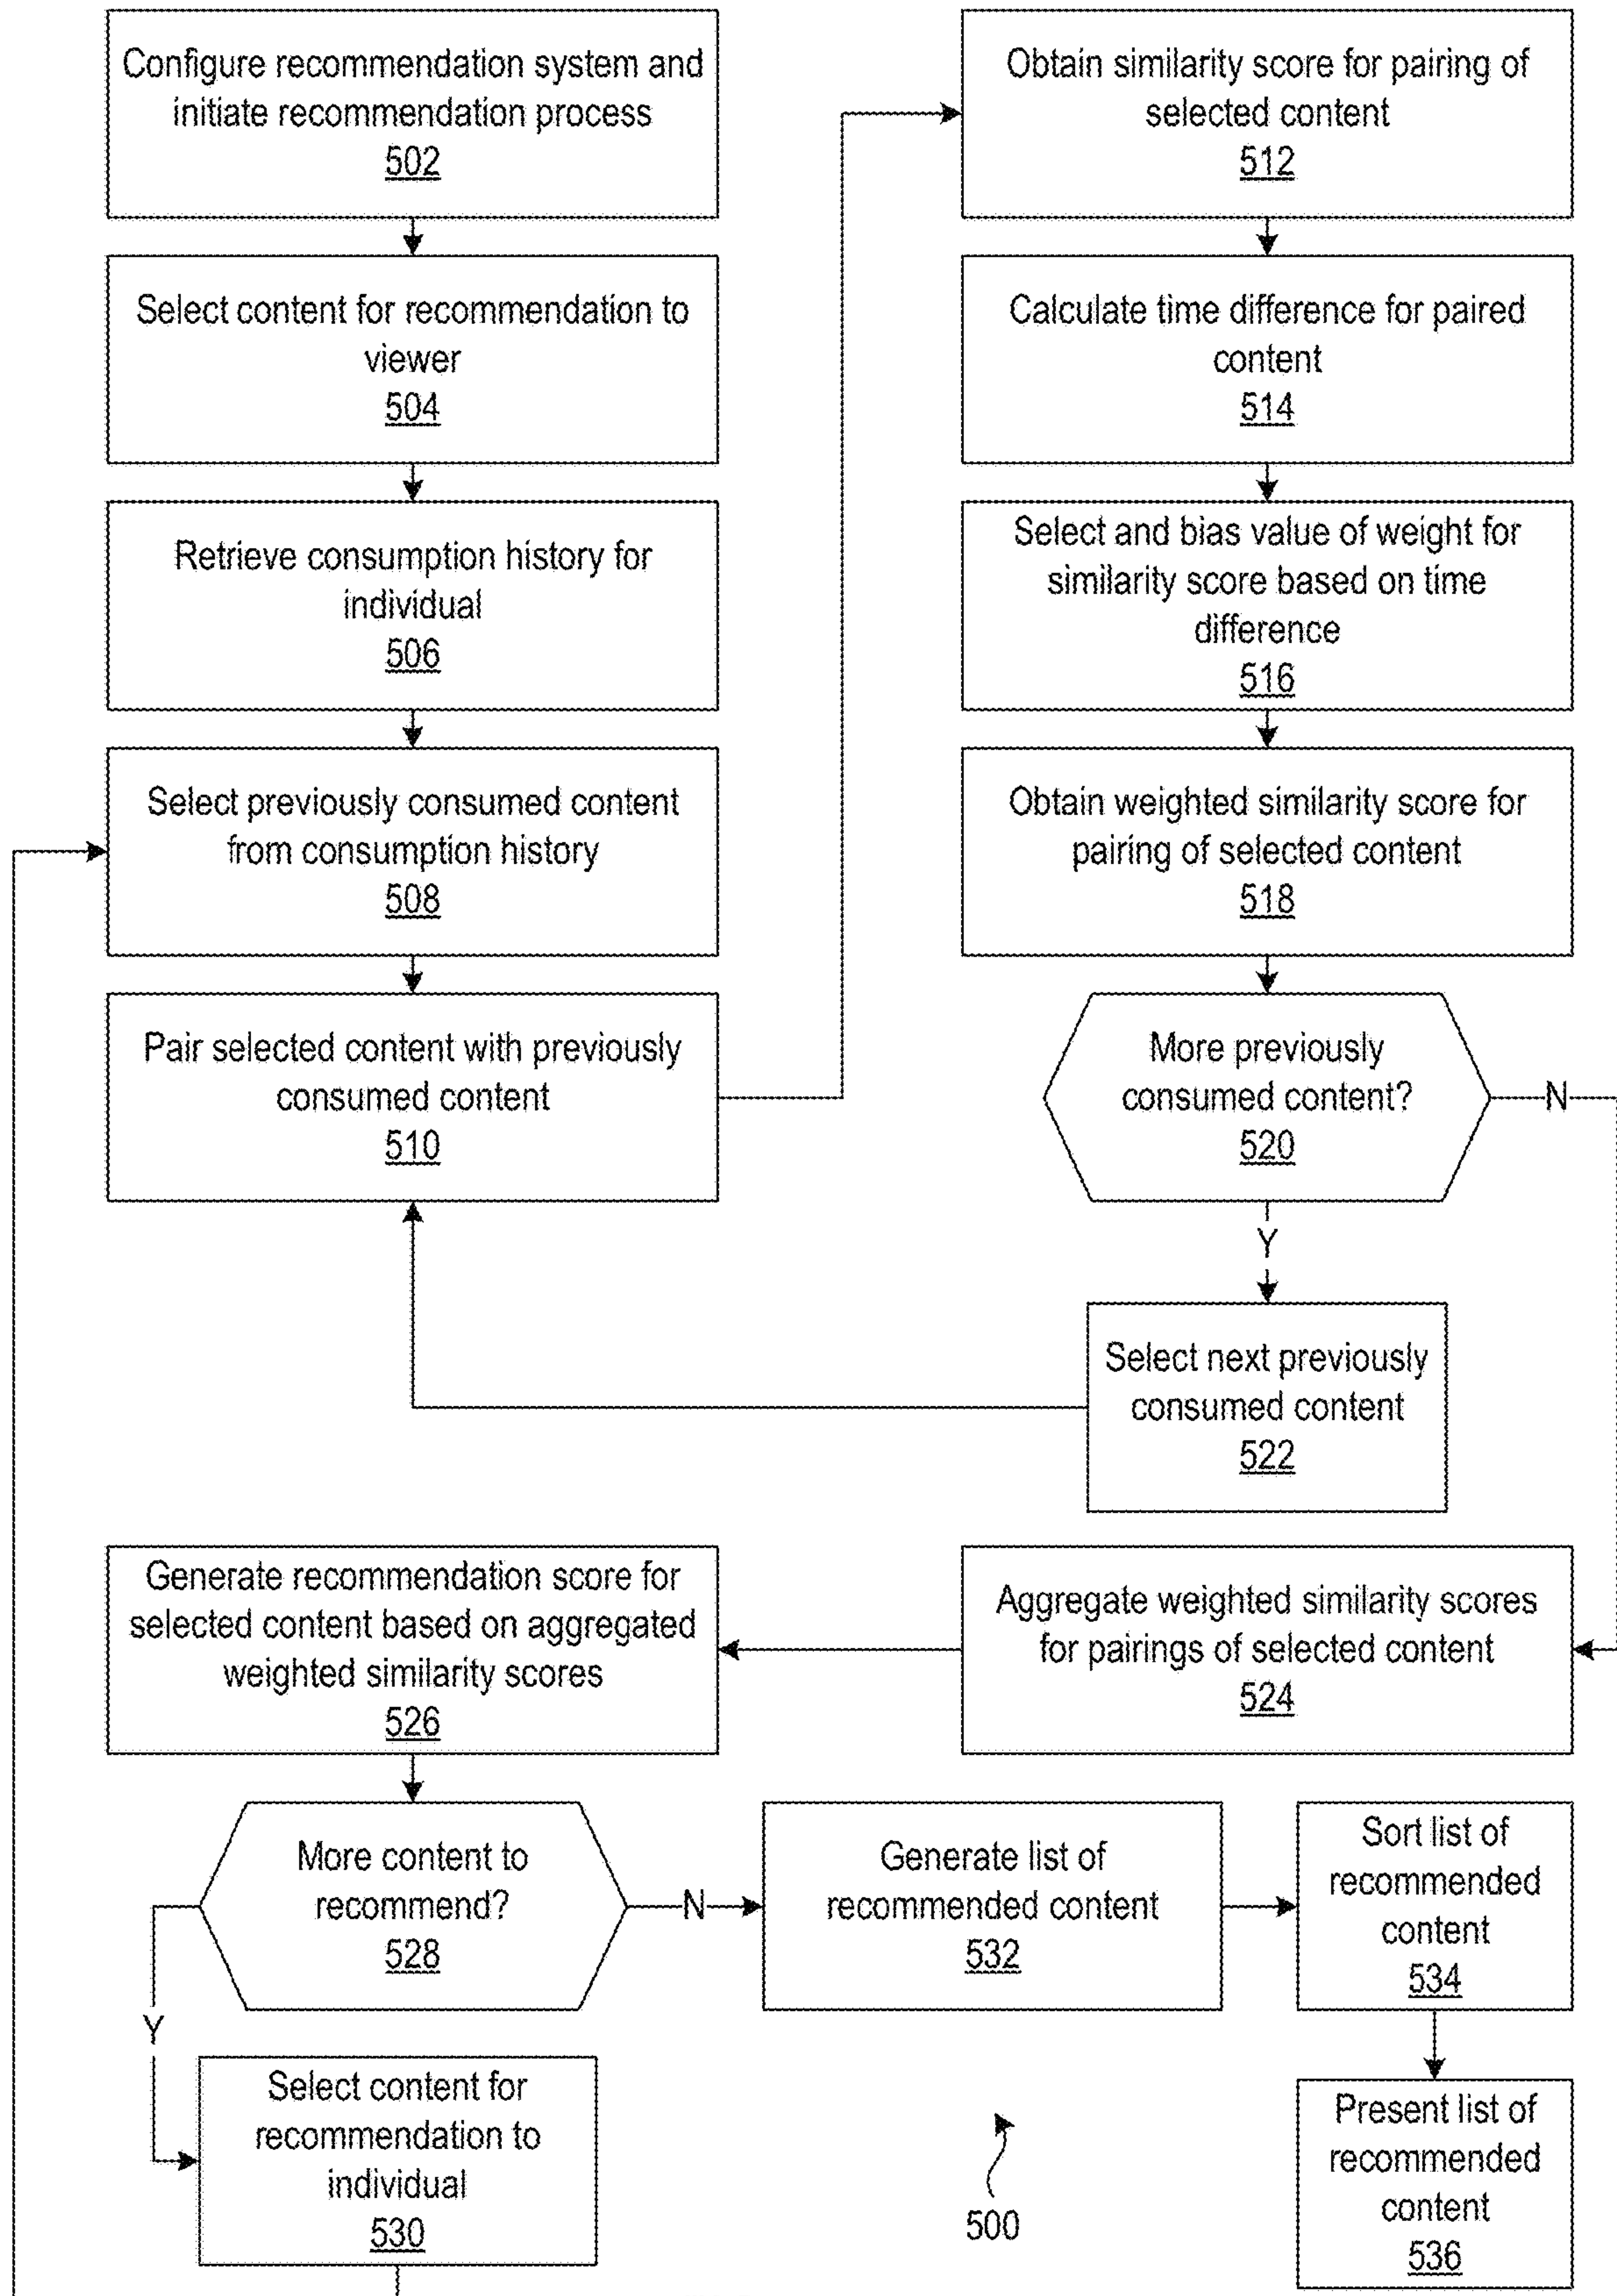 Configure recommendation system and
initiate recommendation process
502
Select content for recommendation to
viewer
504
Retrieve consumption history for
individual
506
Select previously consumed content
from consumption history
508
Pair selected content with previously
consumed content
510
Obtain similarity score for pairing of
selected content
512
Calculate time difference for paired
content
514
Select and bias value of weight for
similarity score based on time
difference
516
Obtain weighted similarity score for
pairing of selected content
518
More previously
consumed content?
520
N
Y
Select next previously
consumed content
522
Aggregate weighted similarity scores
for pairings of selected content
524
Generate recommendation score for
selected content based on aggregated
weighted similarity scores
526
More content to
recommend?
528
N
Y
Select content for
recommendation to
individual
530
Generate list of
recommended content
532
Sort list of
recommended
content
534
Present list of
recommended
content
536
500